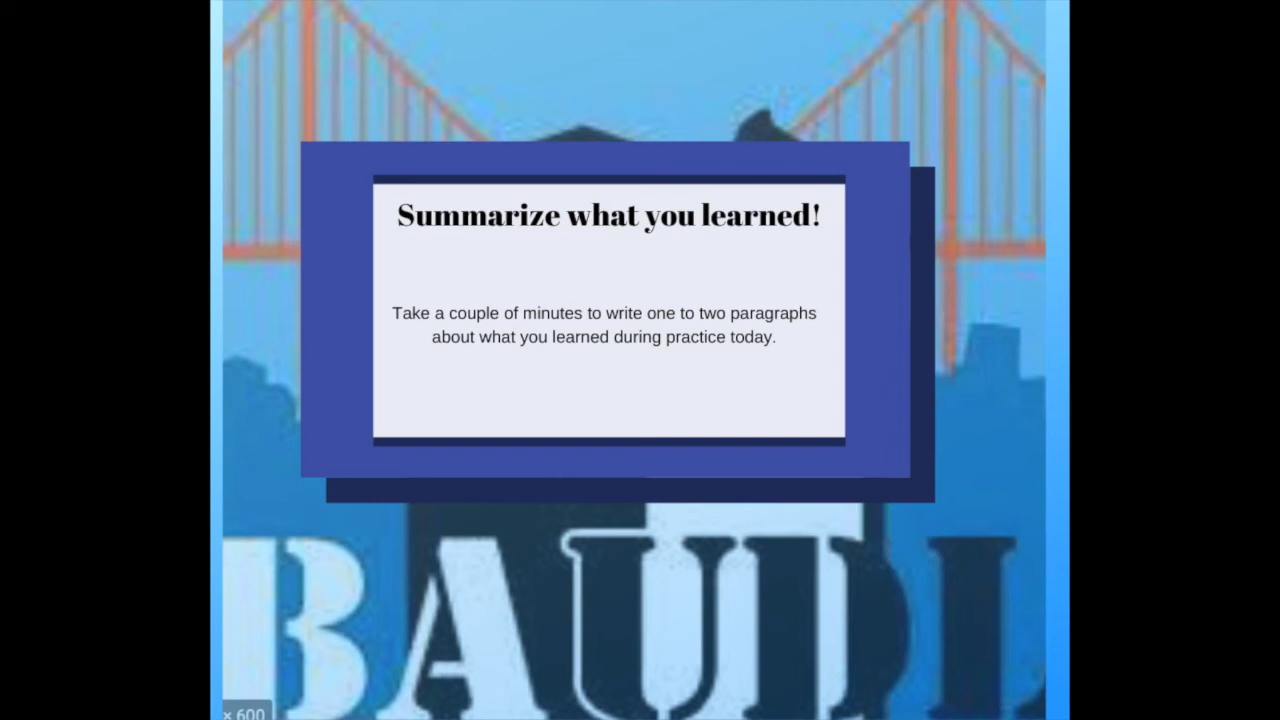 Summarize what you learned!
Take a couple of minutes to write one to two paragraphs
about what you learned during practice today.
BAUDL
× 600